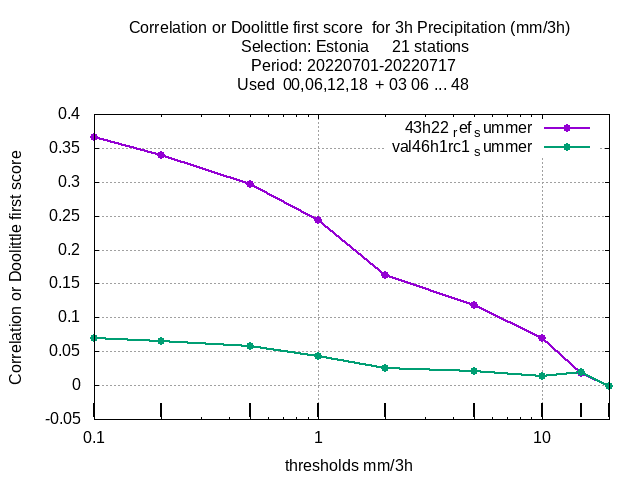 Correlation or Doolittle first score  for 3h Precipitation (mm/3h)
Selection: Estonia     21 stations
Period: 20220701-20220717
Used  00,06,12,18  + 03 06 ... 48
43h22 refsummer
val46h1rc1 summer
0.4
0.35
0.3
0.25
0.2
0.15
0.1
0.05
0
-0.05
0.1
1
10
Correlation or Doolittle first score
thresholds mm/3h